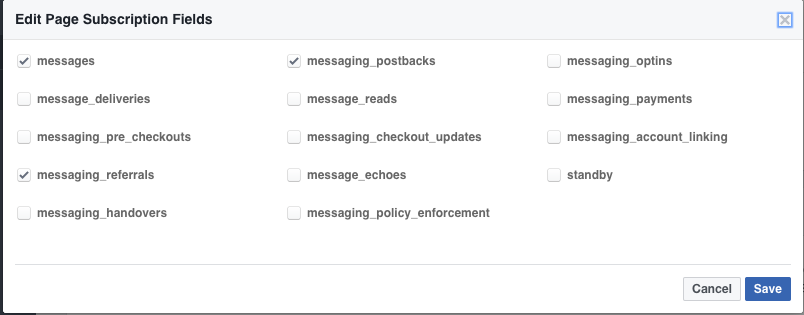 Edit Page Subscription Fields
messages messaging_postbacks messaging_optins
message_deliveries message_reads messaging_payments
messaging_pre_checkouts messaging_checkout_updates messaging_account_linking
messaging_referrals message_echoes standby
messaging_handovers messaging_policy_enforcement
Cancel Save